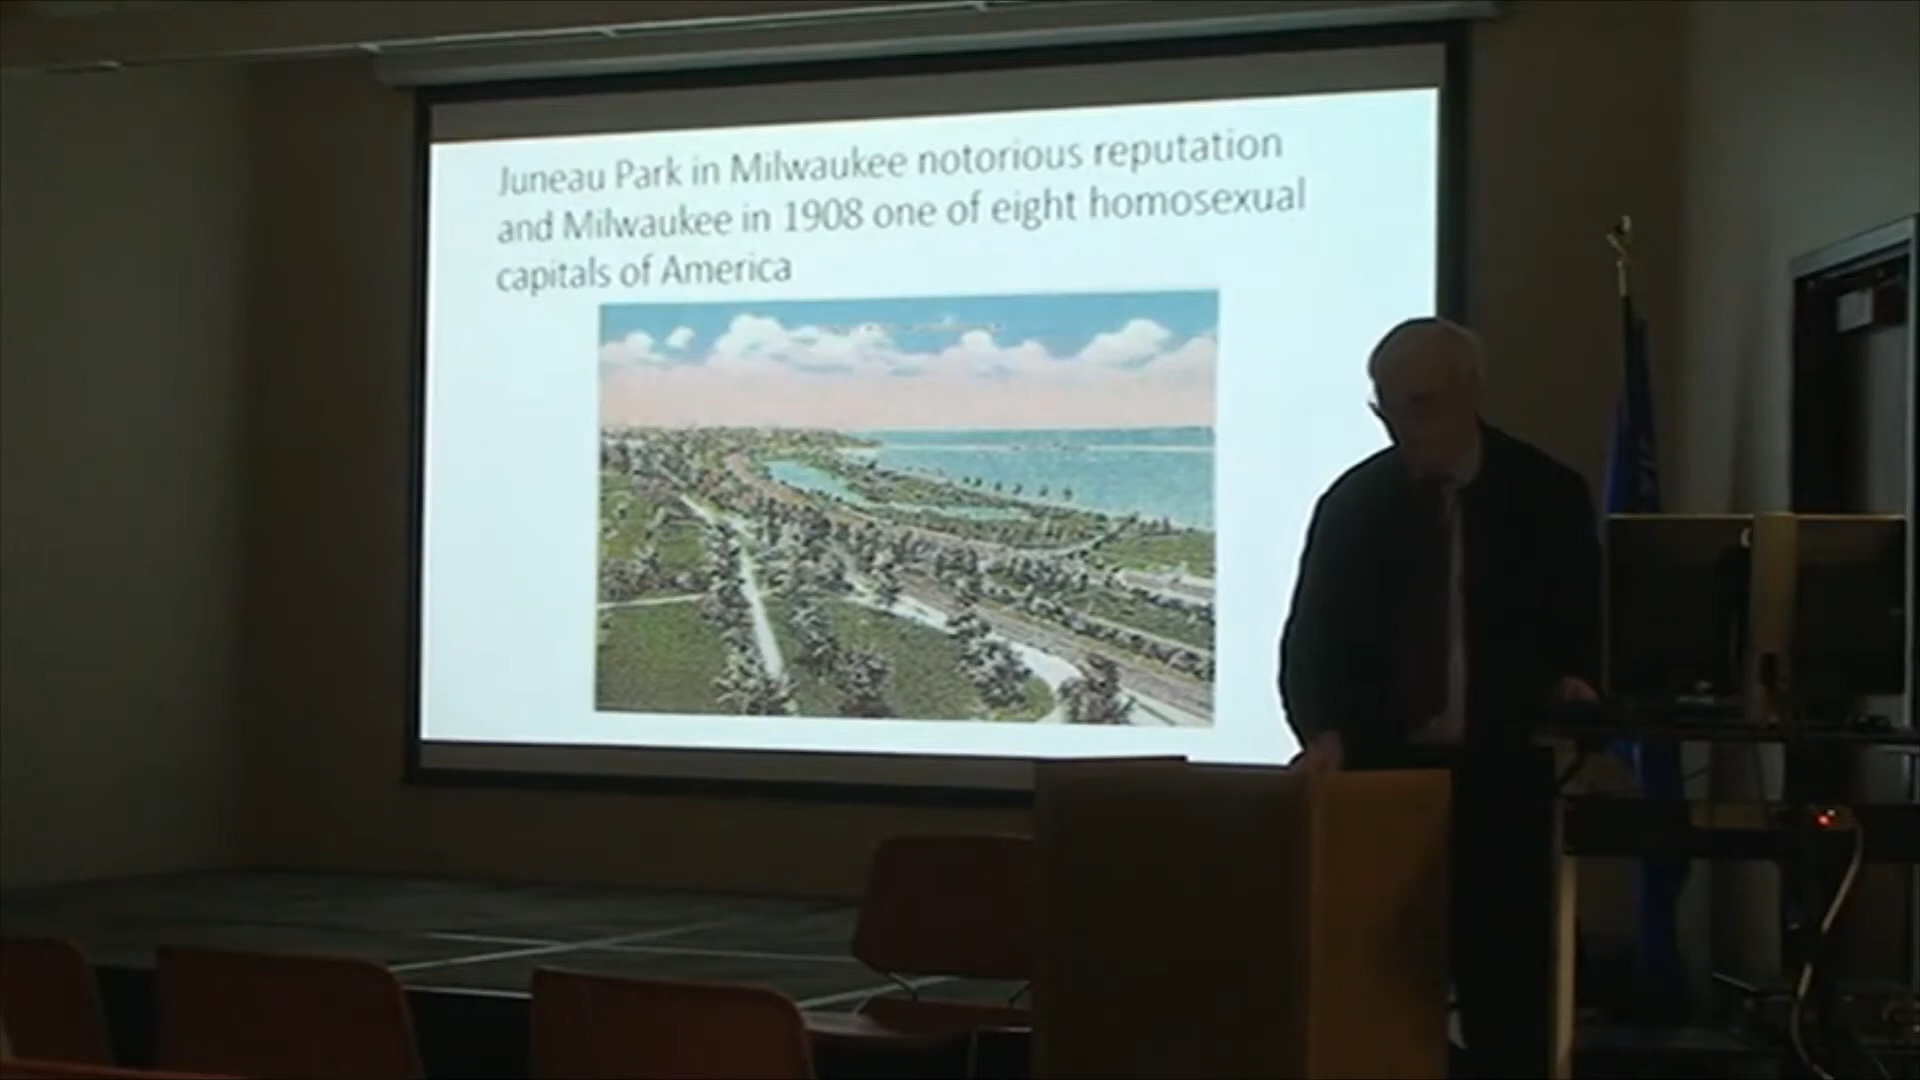 Juneau Park in Milwaukee notorious reputation
and Milwaukee in 1908 one of eight homosexual
capitals of America